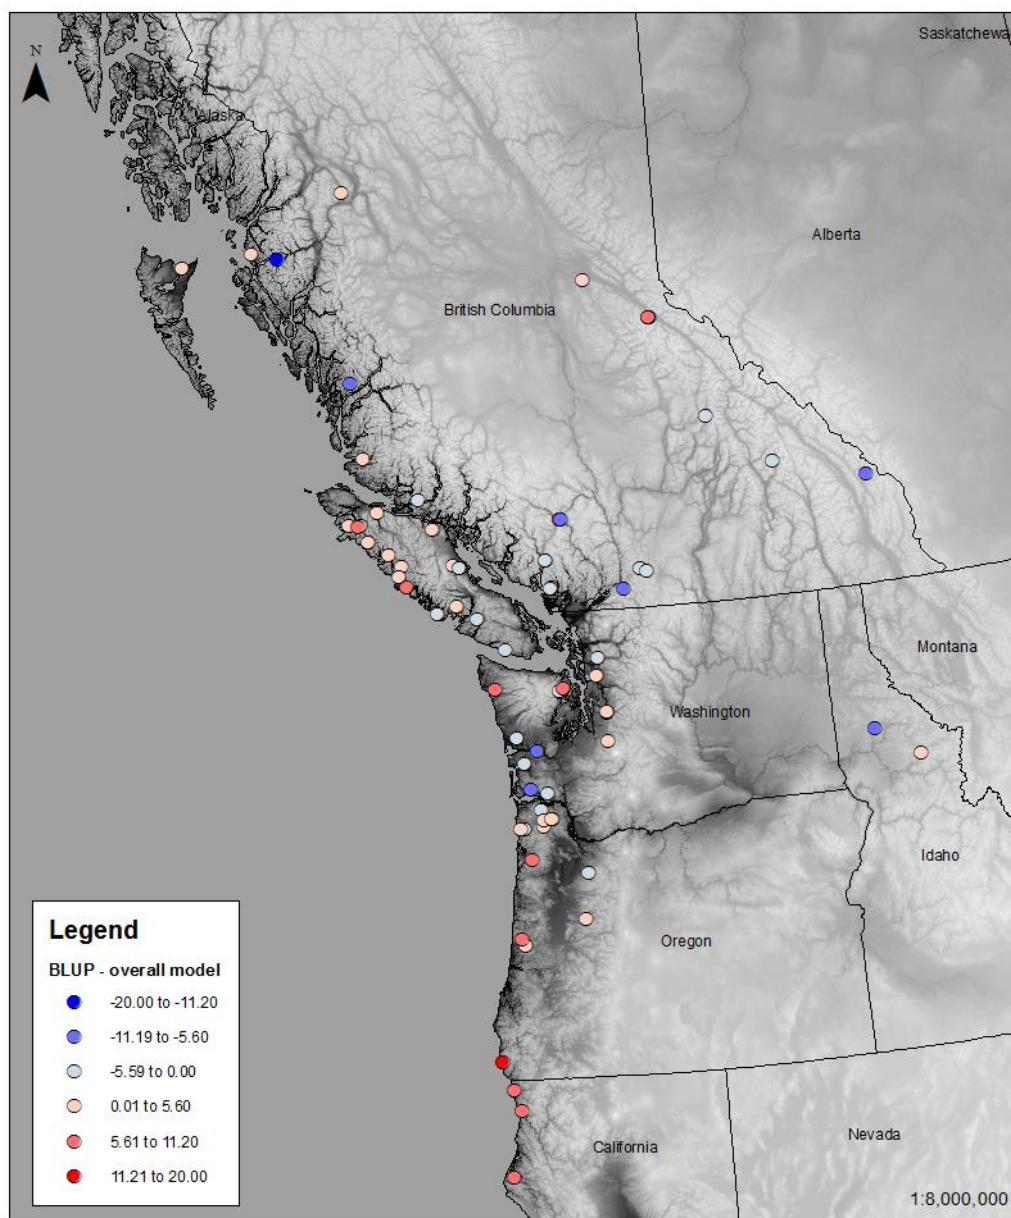 Saskatchewa
N
Alaska
Alberta
British Columbia
Montana
Washington
Idaho
Oregon
Legend
BLUP - overall model
-20.00 to -11.20
-11.19 to -5.60
-5.59 to 0.00
0.01 to 5.60
5.61 to 11.20
11.21 to 20.00
California
Nevada
1:8,000,000